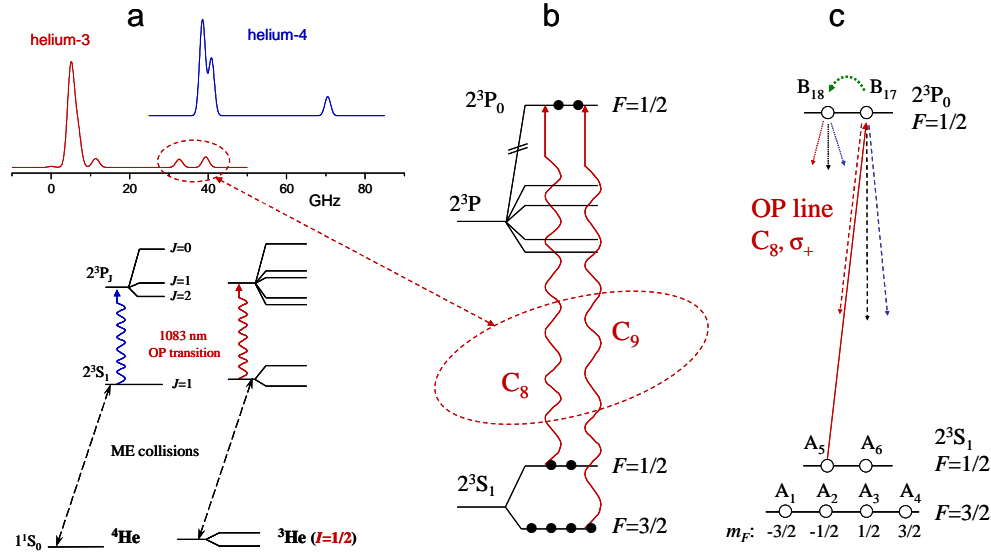 a
helium-3
helium-4
0 20 40 60 80
GHz
J=0
2³P_J
J=1
J=2
1083 nm
OP transition
2³S₁
J=1
ME collisions
1¹S₀
⁴He
³He (I=1/2)
b
2³P₀
F=1/2
2³P
C₉
C₈
F=1/2
2³S₁
F=3/2
c
B₁₈
B₁₇
2³P₀
F=1/2
OP line
C₈, σ₊
A₅
A₆
2³S₁
F=1/2
A₁
A₂
A₃
A₄
F=3/2
m_F: -3/2 -1/2 1/2 3/2